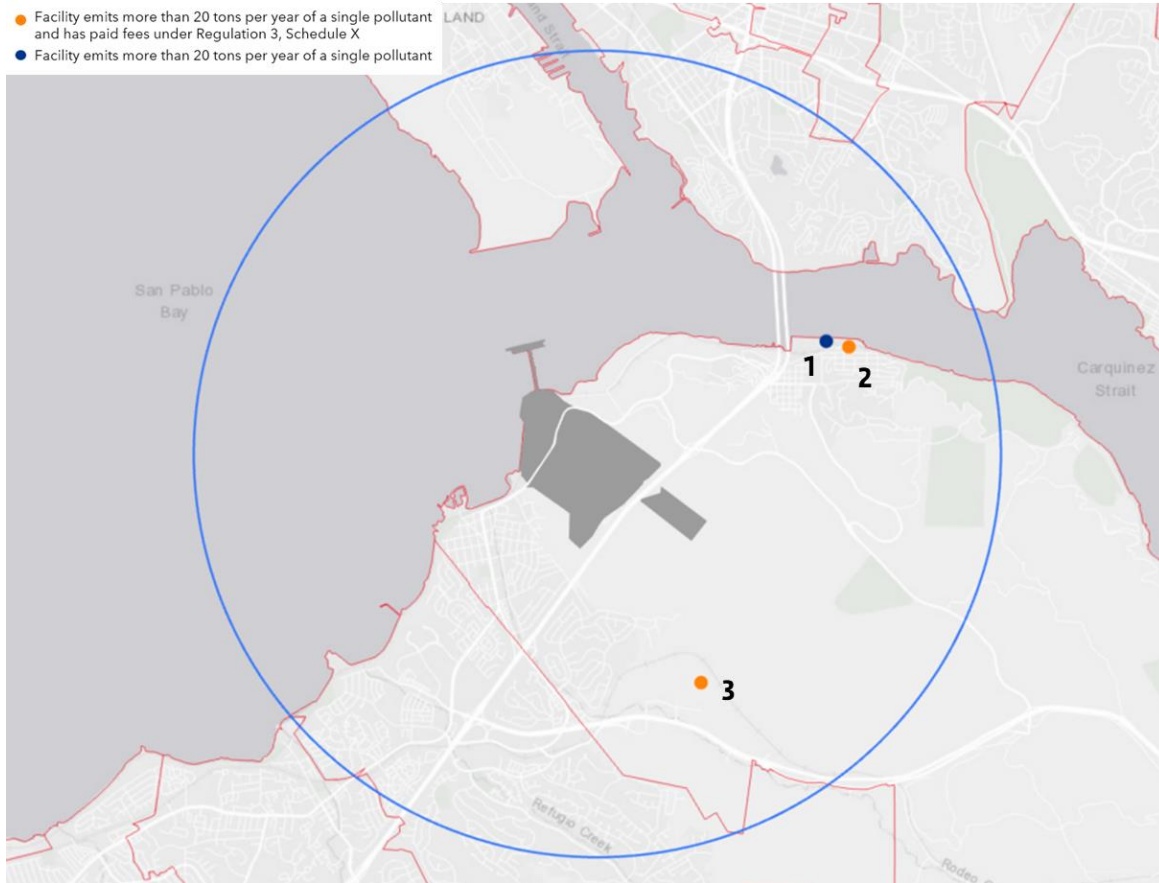 Facility emits more than 20 tons per year of a single pollutant
and has paid fees under Regulation 3, Schedule X
Facility emits more than 20 tons per year of a single pollutant
LAND
Strait
San Pablo
Bay
1
2
Carquinez
Strait
3
Refugio Creek
Rodeo